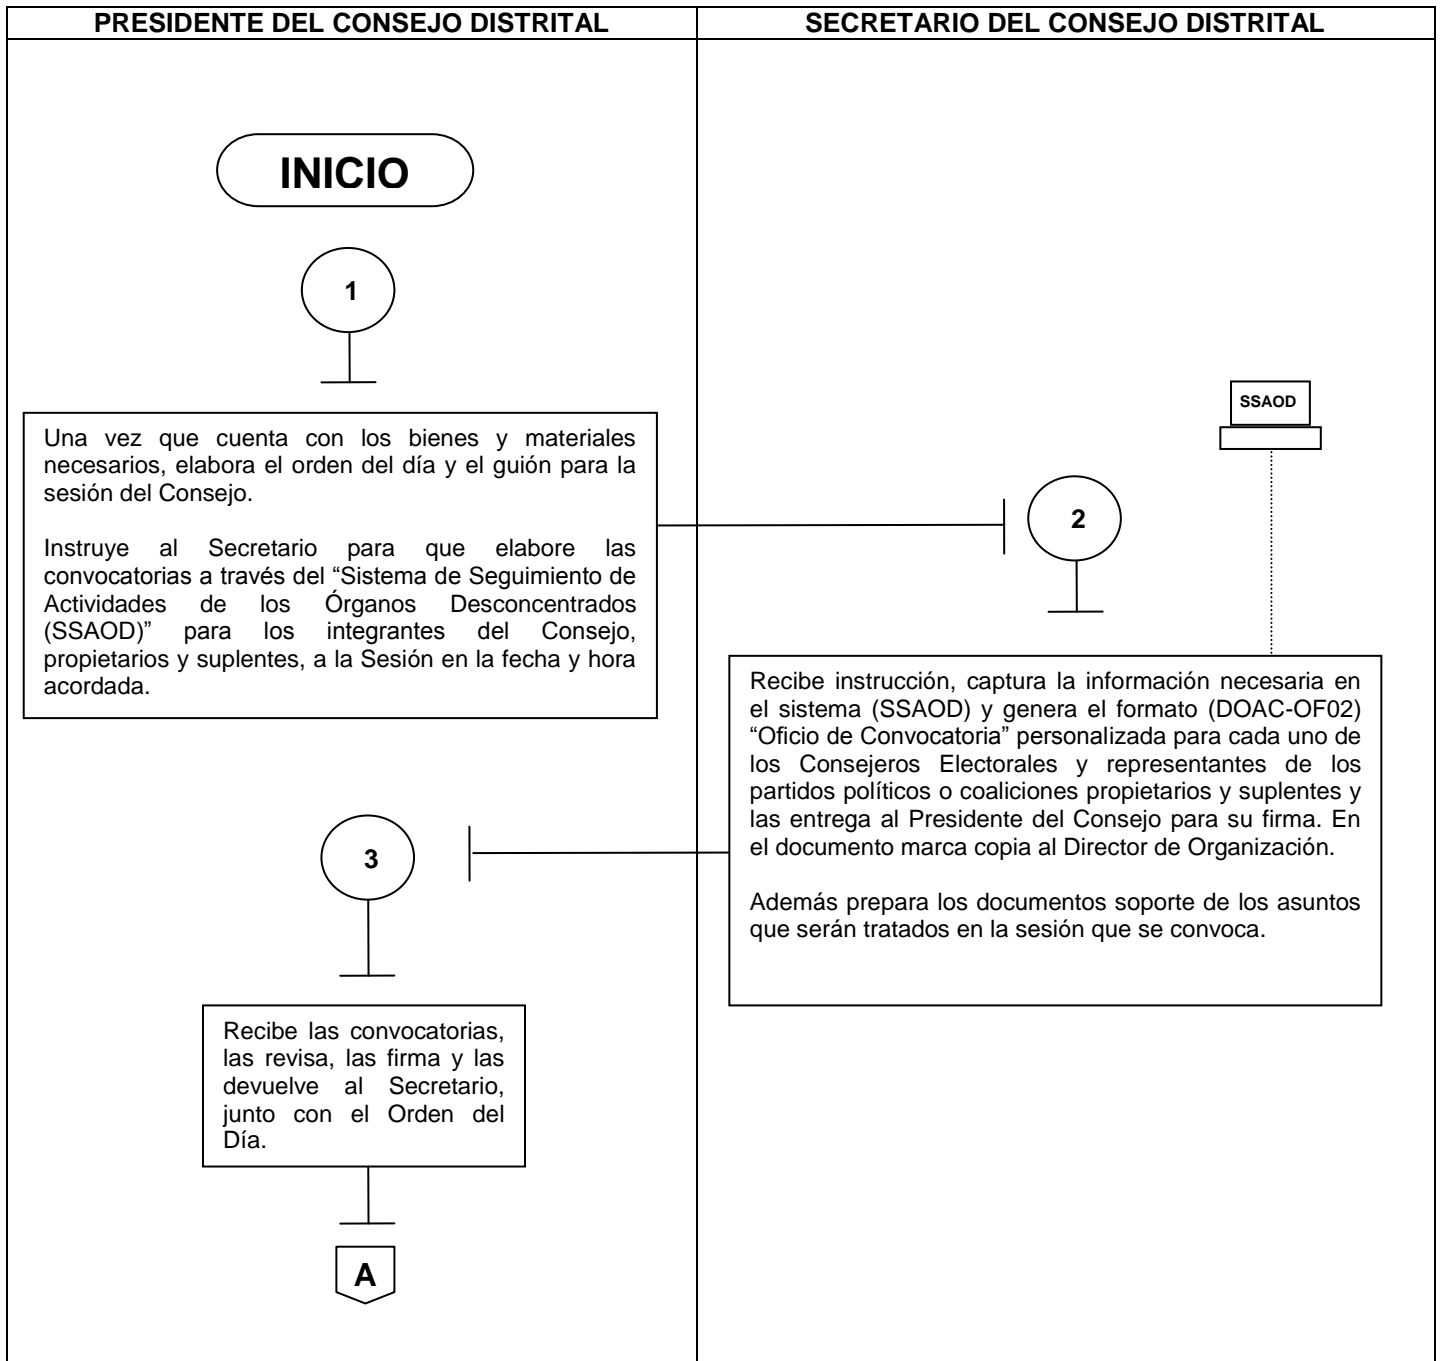 PRESIDENTE DEL CONSEJO DISTRITAL
SECRETARIO DEL CONSEJO DISTRITAL
INICIO
1
Una vez que cuenta con los bienes y materiales
necesarios, elabora el orden del día y el guión para la
sesión del Consejo.
Instruye al Secretario para que elabore las
convocatorias a través del “Sistema de Seguimiento de
Actividades de los Órganos Desconcentrados
(SSAOD)” para los integrantes del Consejo,
propietarios y suplentes, a la Sesión en la fecha y hora
acordada.
SSAOD
2
Recibe instrucción, captura la información necesaria en
el sistema (SSAOD) y genera el formato (DOAC-OF02)
“Oficio de Convocatoria” personalizada para cada uno de
los Consejeros Electorales y representantes de los
partidos políticos o coaliciones propietarios y suplentes y
las entrega al Presidente del Consejo para su firma. En
el documento marca copia al Director de Organización.
Además prepara los documentos soporte de los asuntos
que serán tratados en la sesión que se convoca.
3
Recibe las convocatorias,
las revisa, las firma y las
devuelve al Secretario,
junto con el Orden del
Día.
A